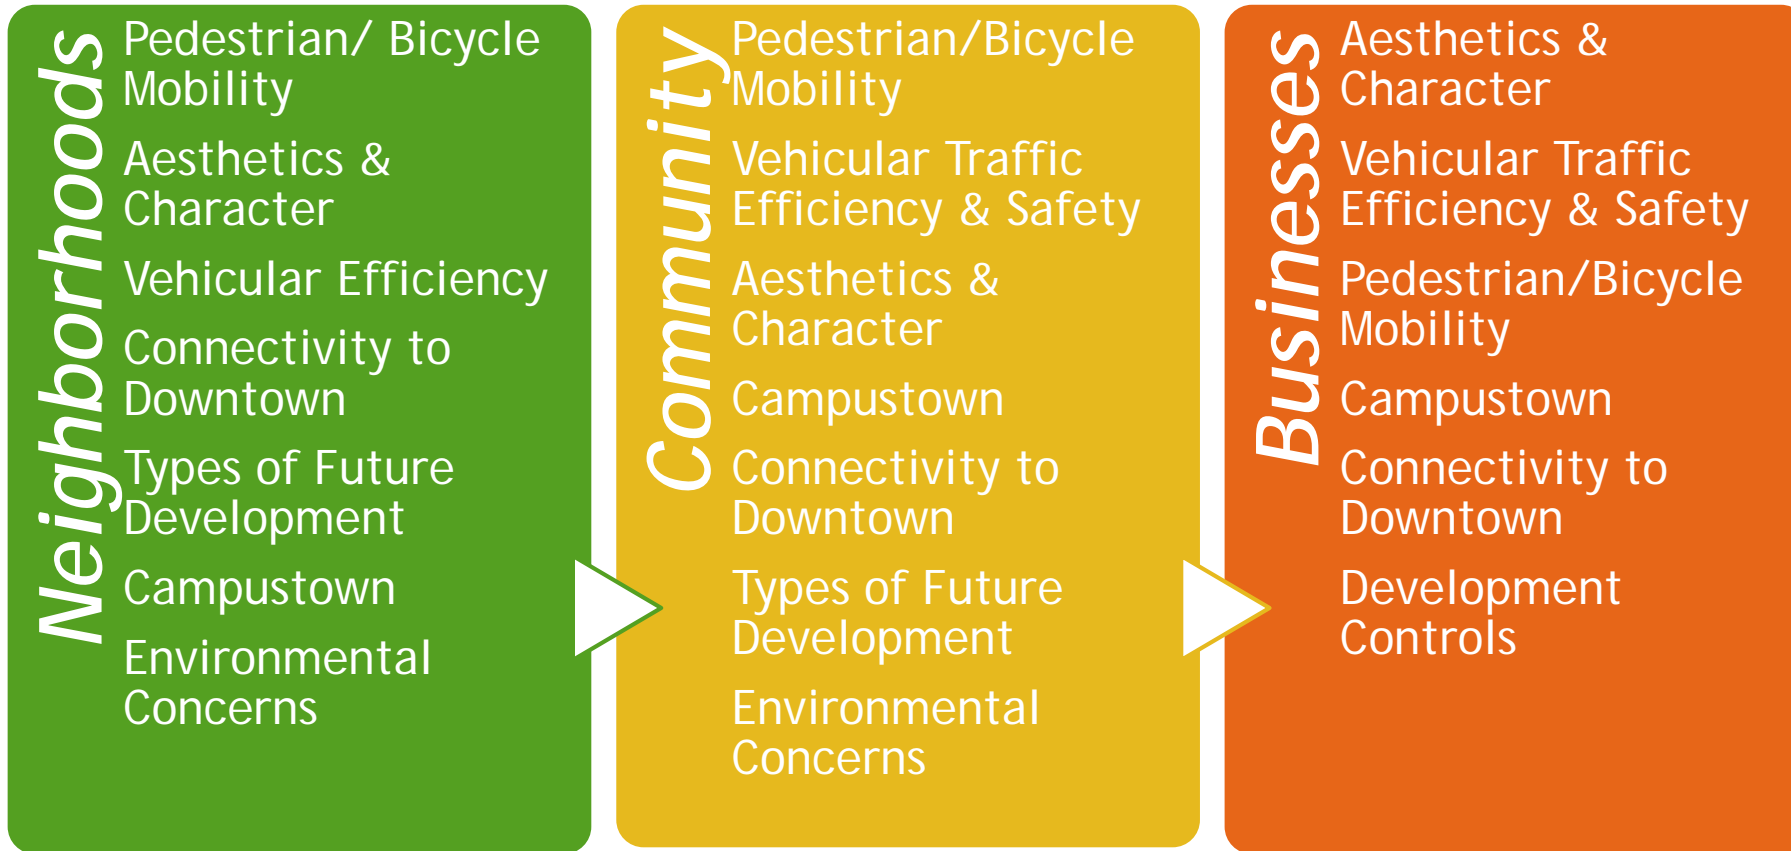 Neighborhoods
Pedestrian/ Bicycle
Mobility
Aesthetics &
Character
Vehicular Efficiency
Connectivity to
Downtown
Types of Future
Development
Campustown
Environmental
Concerns
Community
Pedestrian/Bicycle
Mobility
Vehicular Traffic
Efficiency & Safety
Aesthetics &
Character
Campustown
Connectivity to
Downtown
Types of Future
Development
Environmental
Concerns
Businesses
Aesthetics &
Character
Vehicular Traffic
Efficiency & Safety
Pedestrian/Bicycle
Mobility
Campustown
Connectivity to
Downtown
Development
Controls